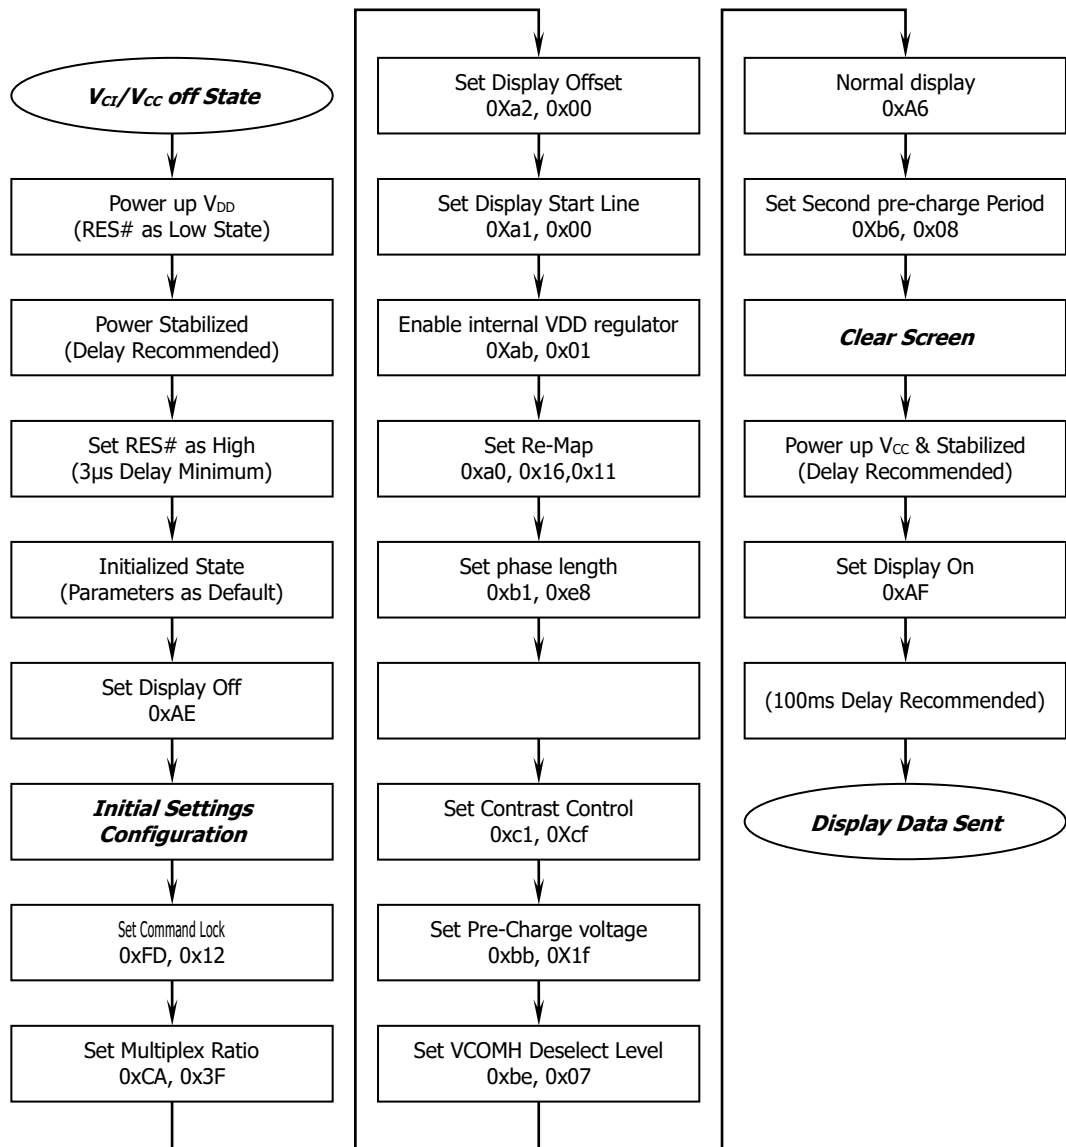 V_CI/V_CC off State
Power up V_DD
(RES# as Low State)
Power Stabilized
(Delay Recommended)
Set RES# as High
(3μs Delay Minimum)
Initialized State
(Parameters as Default)
Set Display Off
0xAE
Initial Settings
Configuration
Set Command Lock
0xFD, 0x12
Set Multiplex Ratio
0xCA, 0x3F
Set Display Offset
0Xa2, 0x00
Set Display Start Line
0Xa1, 0x00
Enable internal VDD regulator
0Xab, 0x01
Set Re-Map
0xa0, 0x16,0x11
Set phase length
0xb1, 0xe8
Set Contrast Control
0xc1, 0Xcf
Set Pre-Charge voltage
0xbb, 0X1f
Set VCOMH Deselect Level
0xbe, 0x07
Normal display
0xA6
Set Second pre-charge Period
0Xb6, 0x08
Clear Screen
Power up V_CC & Stabilized
(Delay Recommended)
Set Display On
0xAF
(100ms Delay Recommended)
Display Data Sent